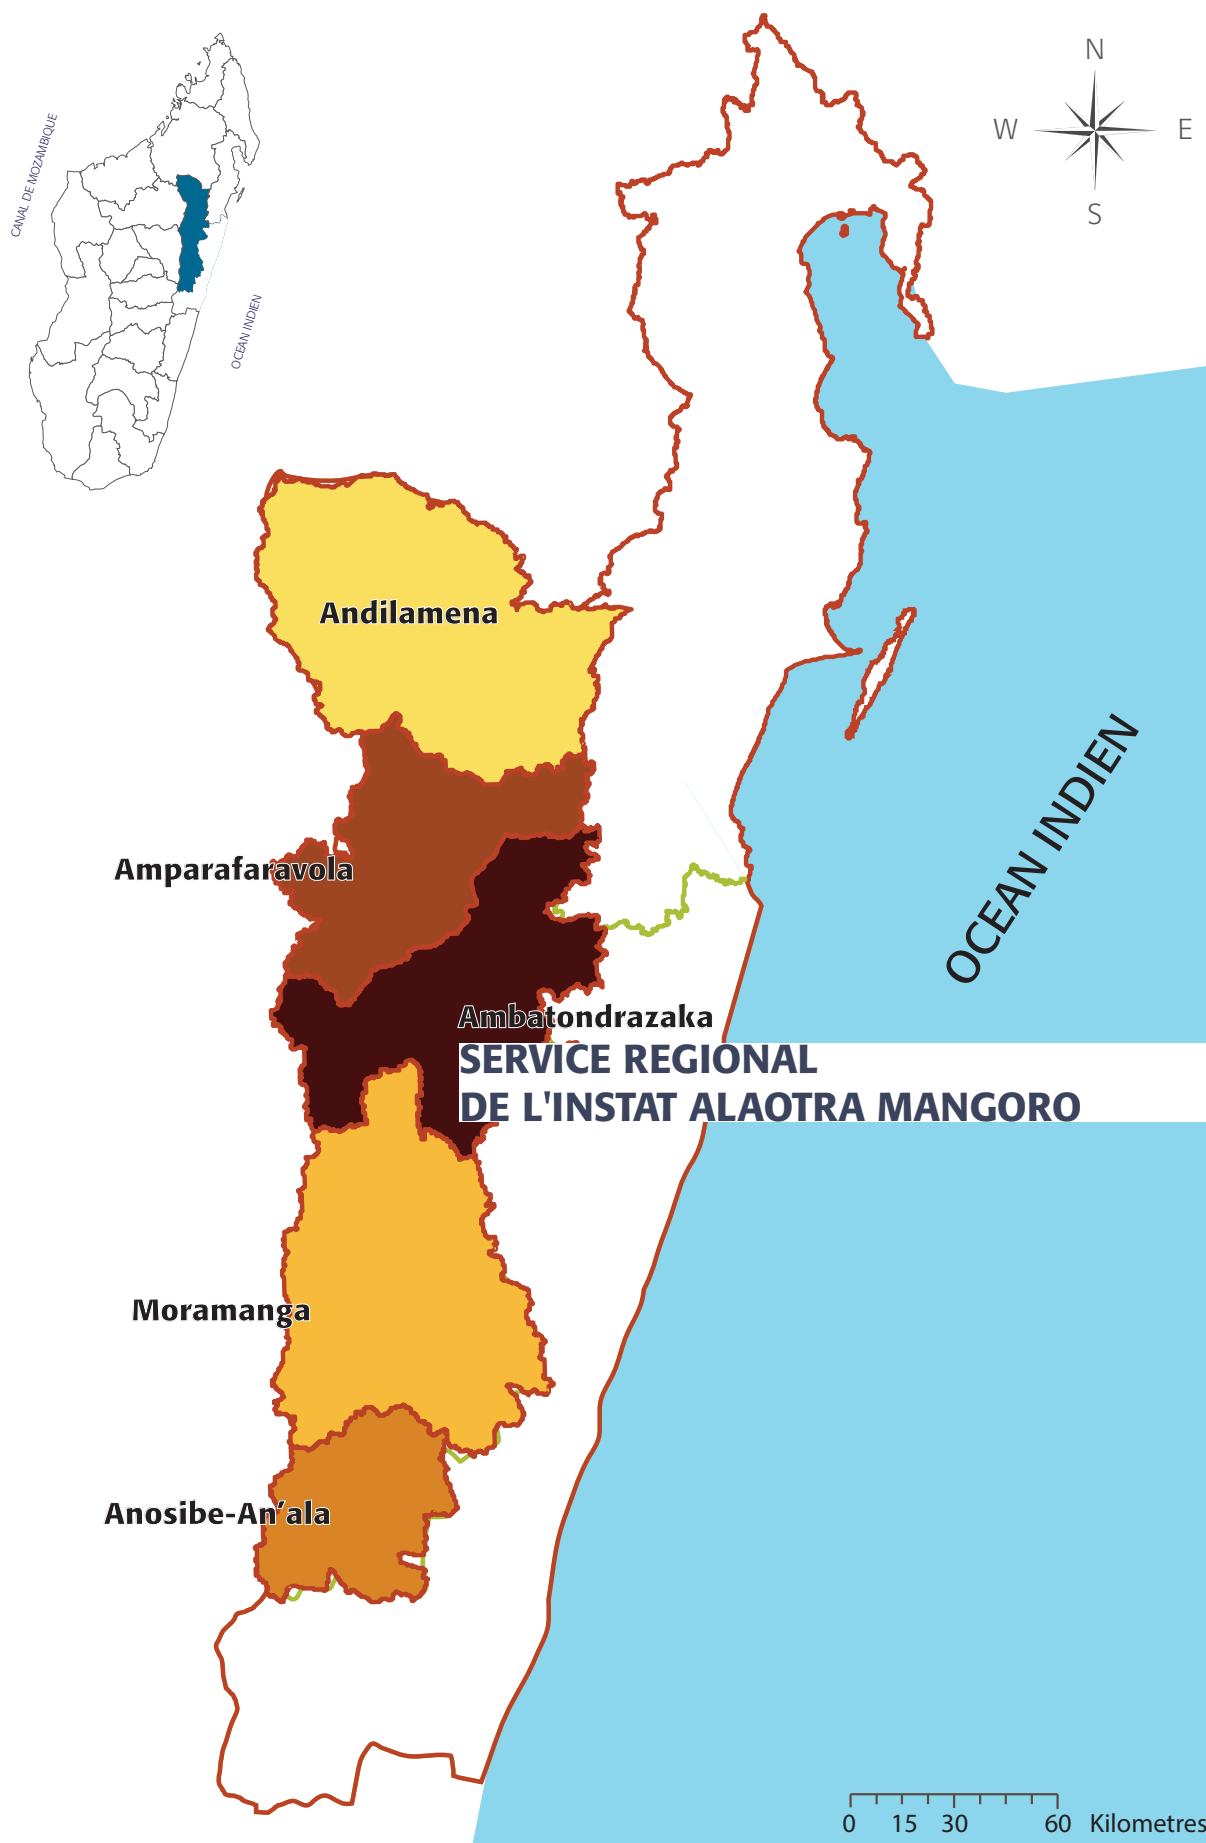 N
W
E
S
CANAL DE MOZAMBIQUE
OCEAN INDIEN
Andilamena
OCEAN INDIEN
Amparafaravola
Ambatondrazaka
SERVICE REGIONAL
DE L'INSTAT ALAOTRA MANGORO
Moramanga
Anosibe-An’ala
0 15 30 60 Kilometres